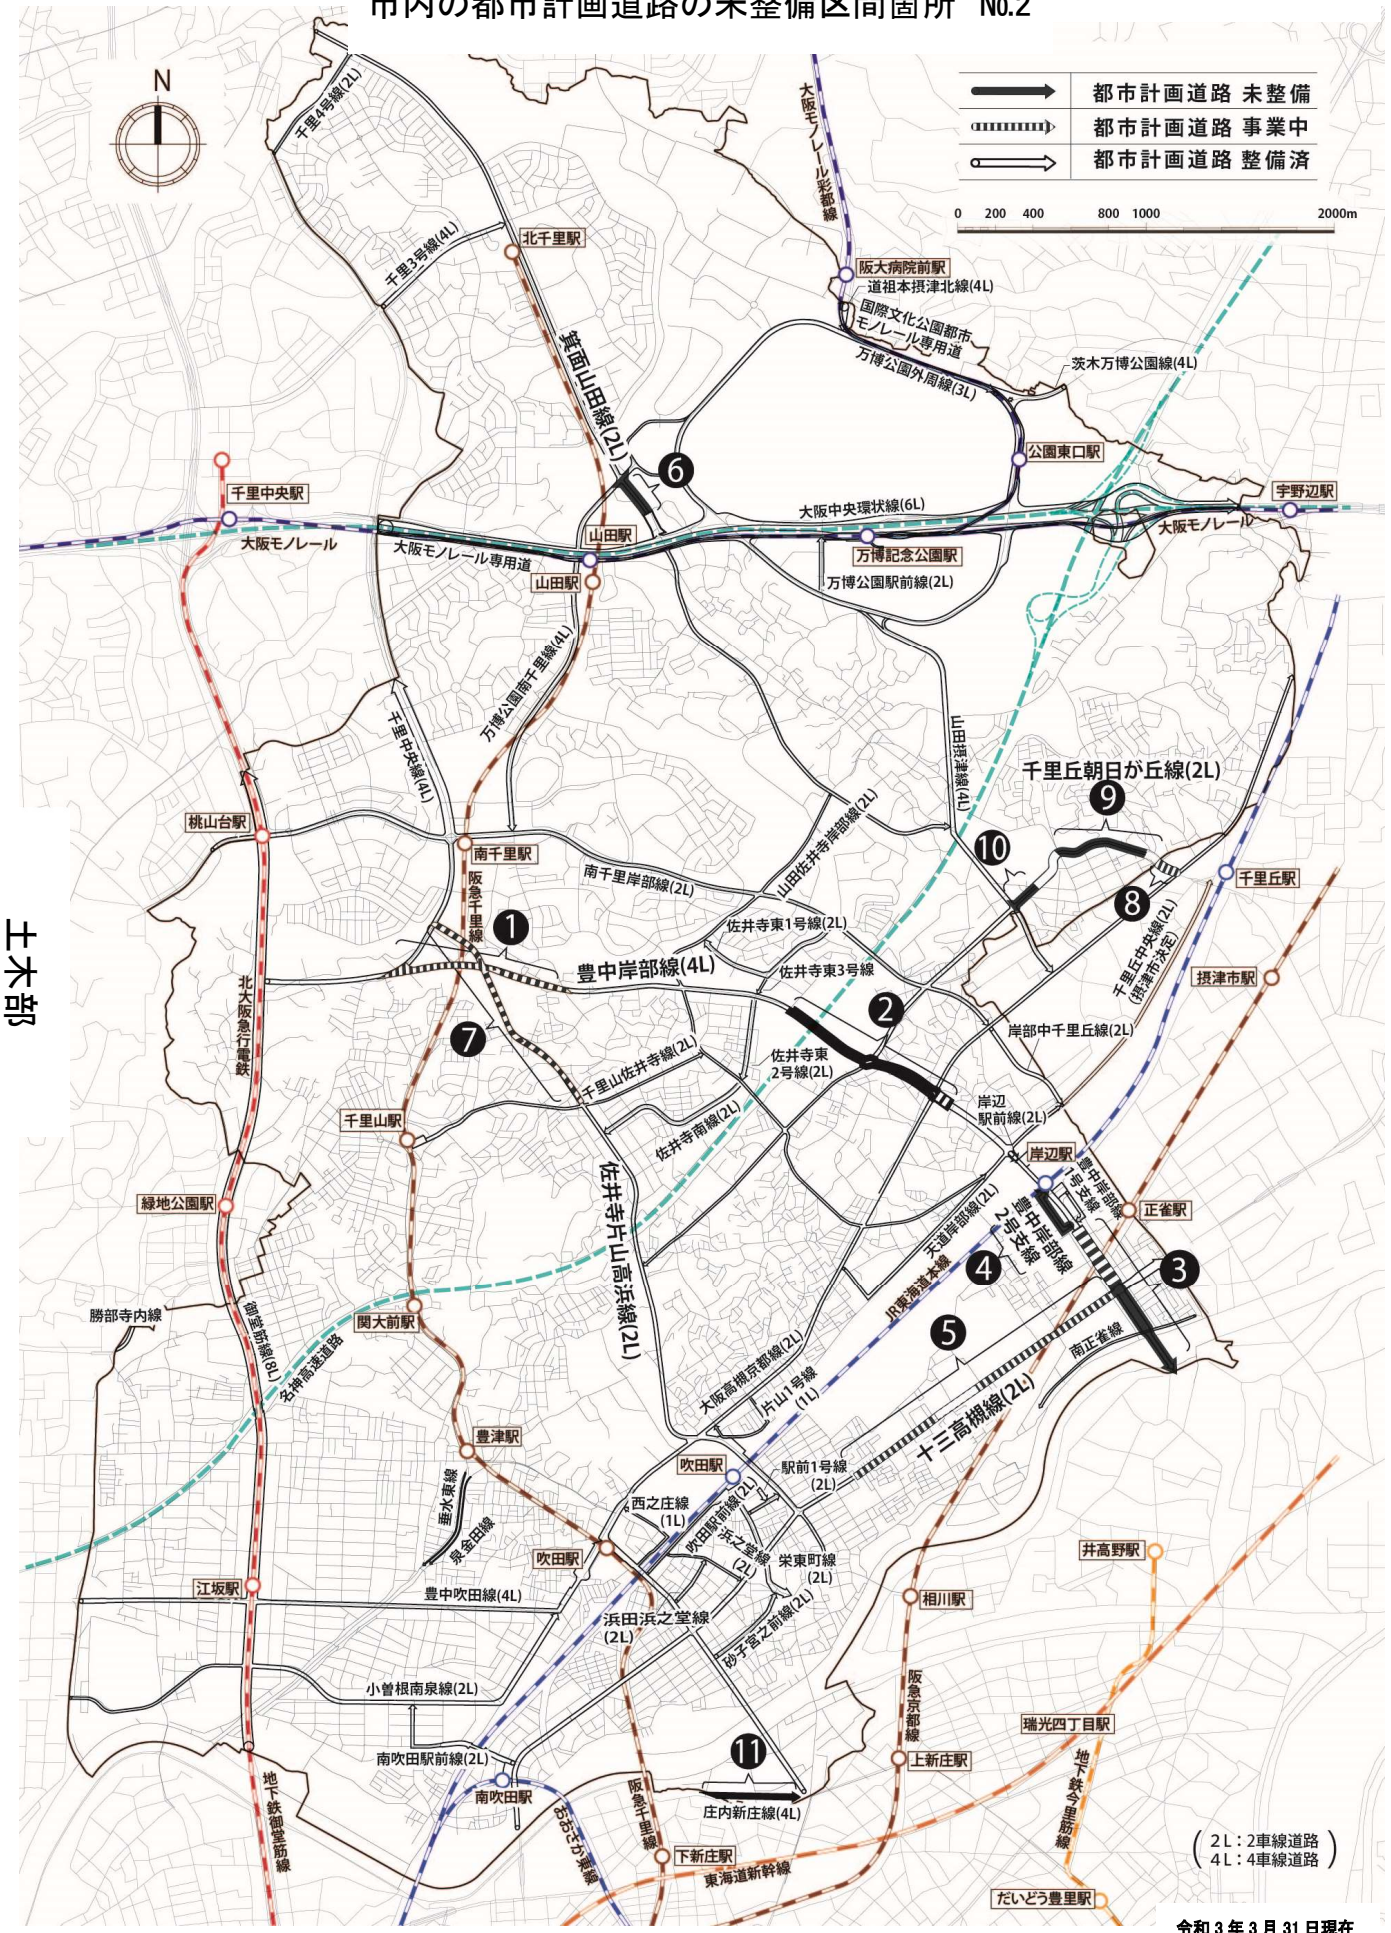 市内の都市計画道路の未整備区間箇所 No.2
N
都市計画道路 未整備
都市計画道路 事業中
都市計画道路 整備済
0 200 400 800 1000 2000m
千里4号線(2L)
大阪モノレール彩都線
千里3号線(4L)
北千里駅
阪大病院前駅
道祖本摂津北線(4L)
国際文化公園都市
モノレール専用道
万博公園外周線(3L)
茨木万博公園線(4L)
箕面山田線(2L)
6
公園東口駅
千里中央駅
大阪モノレール
大阪モノレール専用道
山田駅
山田駅
大阪中央環状線(6L)
万博記念公園駅
万博公園駅前線(2L)
宇野辺駅
大阪モノレール
万博公園南千里線(4L)
千里中央線(4L)
山田摂津線(4L)
千里丘朝日が丘線(2L)
9
桃山台駅
南千里駅
10
南千里岸部線(2L)
山田佐井寺岸部線(2L)
千里丘駅
8
阪急千里線
1
佐井寺東1号線(2L)
豊中岸部線(4L)
佐井寺東3号線
千里丘中央線(2L)
(摂津市決定)
摂津市駅
土木部
北大阪急行電鉄
2
7
岸部中千里丘線(2L)
佐井寺東
2号線(2L)
千里山佐井寺線(2L)
岸辺
駅前線(2L)
千里山駅
佐井寺南線(2L)
岸辺駅
豊中岸部線
1号支線
緑地公園駅
佐井寺片山高浜線(2L)
天道岸部線(2L)
豊中岸部線
2号支線
正雀駅
4
3
JR東海道本線
勝部寺内線
御堂筋線(8L)
名神高速道路
関大前駅
5
南正雀線
大阪高槻京都線(2L)
片山1号線
(1L)
十三高槻線(2L)
豊津駅
吹田駅
駅前1号線
(2L)
垂水東線
泉金田線
西之庄線
(1L)
吹田駅前線(2L)
浜之堂線
(2L)
栄東町線
(2L)
吹田駅
井高野駅
江坂駅
豊中吹田線(4L)
相川駅
浜田浜之堂線
(2L)
砂子宮之前線(2L)
小曽根南泉線(2L)
阪急京都線
瑞光四丁目駅
南吹田駅前線(2L)
11
上新庄駅
地下鉄御堂筋線
南吹田駅
おおさか東線
阪急千里線
庄内新庄線(4L)
地下鉄今里筋線
下新庄駅
東海道新幹線
2L:2車線道路
4L:4車線道路
だいどう豊里駅
令和3年3月31日現在